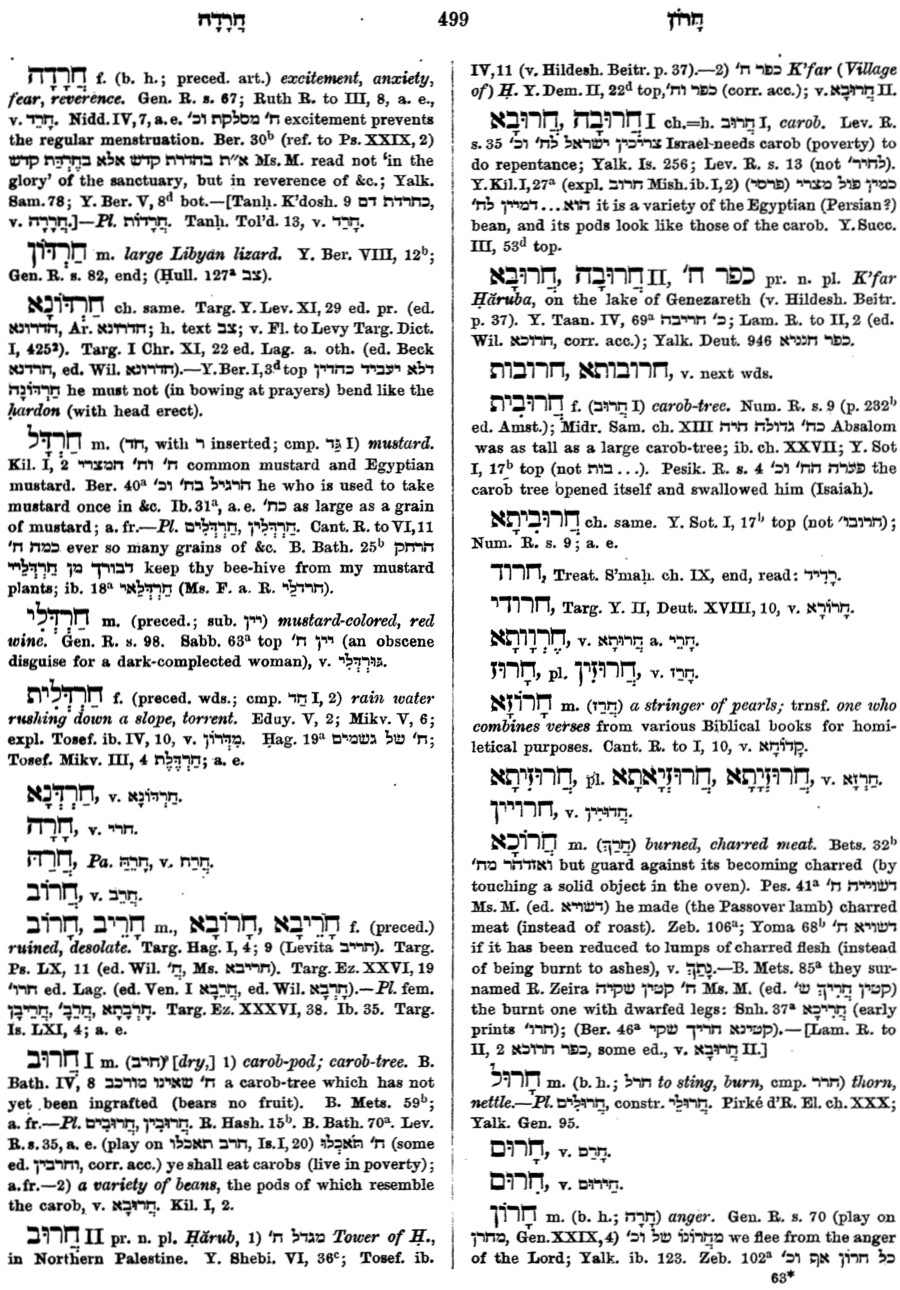 חֲרָדָה
499
חָרוֹן
חֲרָדָה f. (b. h.; preced. art.) excitement, anxiety,
fear, reverence. Gen. R. s. 67; Ruth R. to III, 8, a. e.,
v. חָרֵד. Nidd. IV, 7, a. e. ח' מסלקת וכ' excitement prevents
the regular menstruation. Ber. 30ᵇ (ref. to Ps. XXIX, 2)
א״ת בהדרת קדש אלא בְּחֶרְדַּת קדש Ms. M. read not 'in the
glory' of the sanctuary, but in reverence of &c.; Yalk.
Sam. 78; Y. Ber. V, 8ᵈ bot.—[Tanḥ. K'dosh. 9 כחרדת דם,
v. חֲרָרָה.]—Pl. חֲרָדוֹת. Tanḥ. Tol'd. 13, v. חָרַד.
חַרְדּוֹן m. large Libyan lizard. Y. Ber. VIII, 12ᵇ;
Gen. R. s. 82, end; (Ḥull. 127ᵃ צב).
חַרְדּוֹנָא ch. same. Targ. Y. Lev. XI, 29 ed. pr. (ed.
הדרונא, Ar. חדרונא; h. text צב; v. Fl. to Levy Targ. Dict.
I, 425²). Targ. I Chr. XI, 22 ed. Lag. a. oth. (ed. Beck
חרדנא, ed. Wil. חדרונא).—Y. Ber. I, 3ᵈ top דלא יעביד כהדין
חַרְדּוֹנָה he must not (in bowing at prayers) bend like the
ḥardon (with head erect).
חַרְדָּל m. (חד, with ר inserted; cmp. גַּד I) mustard.
Kil. I, 2 ח' וח' המצרי common mustard and Egyptian
mustard. Ber. 40ᵃ הרגיל בח' וכ' he who is used to take
mustard once in &c. Ib. 31ᵃ, a. e. כח' as large as a grain
of mustard; a. fr.—Pl. חַרְדָּלִין, חַרְדָּלִים. Cant. R. to VI, 11
כמה ח' ever so many grains of &c. B. Bath. 25ᵇ הרחק
דבורך מן חַרְדְּלַיי keep thy bee-hive from my mustard
plants; ib. 18ᵃ חַרְדְּלָאי (Ms. F. a. R. חרדלי).
חַרְדְּלִי m. (preced.; sub. יין) mustard-colored, red
wine. Gen. R. s. 98. Sabb. 63ᵃ top יין ח' (an obscene
disguise for a dark-complected woman), v. גּוּרְדְּלִי.
חַרְדְּלִית f. (preced. wds.; cmp. חַד I, 2) rain water
rushing down a slope, torrent. Eduy. V, 2; Mikv. V, 6;
expl. Tosef. ib. IV, 10, v. מִדְרוֹן. Ḥag. 19ᵃ ח' של גשמים;
Tosef. Mikv. III, 4 חַרְדֶּלֶת; a. e.
חַרְדְּנָא, v. חַרְדּוֹנָא.
חָרָה, v. חרי.
חֲרַהּ, Pa. חָרֵהּ, v. חֲרַח.
חֲרוֹב, v. חֲרַב.
חָרֵיב, חָרוֹב m., חָרֵיבָא, חָרוֹבָא f. (preced.)
ruined, desolate. Targ. Hag. I, 4; 9 (Levita חריב). Targ.
Ps. LX, 11 (ed. Wil. חָ', Ms. חריבא). Targ. Ez. XXVI, 19
חרו' ed. Lag. (ed. Ven. I חֲרֵבָא, ed. Wil. חָרְבָא).—Pl. fem.
חָרְבָתָא, חָרֵב', חָרֵיבָן. Targ. Ez. XXXVI, 38. Ib. 35. Targ.
Is. LXI, 4; a. e.
חָרוּב I m. (חרב) [dry,] 1) carob-pod; carob-tree. B.
Bath. IV, 8 ח' שאינו מורכב a carob-tree which has not
yet been ingrafted (bears no fruit). B. Mets. 59ᵇ;
a. fr.—Pl. חֲרוּבִין, חֲרוּבִים. R. Hash. 15ᵇ. B. Bath. 70ᵃ. Lev.
R. s. 35, a. e. (play on חרב תאכלו, Is. I, 20) ח' תֹּאכְלוּ (some
ed. וחרבין, corr. acc.) ye shall eat carobs (live in poverty);
a. fr.—2) a variety of beans, the pods of which resemble
the carob, v. חֲרוּבָא. Kil. I, 2.
חָרוּב II pr. n. pl. Ḥărub, 1) מגדל ח' Tower of Ḥ.,
in Northern Palestine. Y. Shebi. VI, 36ᶜ; Tosef. ib.
IV, 11 (v. Hildesh. Beitr. p. 37).—2) כפר ח' K'far (Village
of) Ḥ. Y. Dem. II, 22ᵈ top, כפר וח' (corr. acc.); v. חֲרוּבָא II.
חֲרוּבָה, חֲרוּבָא I ch.=h. חָרוּב I, carob. Lev. R.
s. 35 צריכין ישראל לח' וכ' Israel needs carob (poverty) to
do repentance; Yalk. Is. 256; Lev. R. s. 13 (not לחיר').
Y. Kil. I, 27ᵃ (expl. חרוב Mish. ib. I, 2) כמין פול מצרי (פרסי)
הוא...דמיין לח' it is a variety of the Egyptian (Persian?)
bean, and its pods look like those of the carob. Y. Succ.
III, 53ᵈ top.
חֲרוּבָה, חֲרוּבָא II, כפר ח' pr. n. pl. K'far
Ḥăruba, on the lake of Genezareth (v. Hildesh. Beitr.
p. 37). Y. Taan. IV, 69ᵃ כ' חרייבה; Lam. R. to II, 2 (ed.
Wil. חרוכא, corr. acc.); Yalk. Deut. 946 כפר חנניא.
חרובותא, חרובות, v. next wds.
חֲרוּבִית f. (חָרוּב I) carob-tree. Num. R. s. 9 (p. 232ᵇ
ed. Amst.); Midr. Sam. ch. XIII כח' גדולה היה Absalom
was as tall as a large carob-tree; ib. ch. XXVII; Y. Sot
I, 17ᵇ top (not בות ...). Pesik. R. s. 4 פערה הח' וכ' the
carob tree opened itself and swallowed him (Isaiah).
חֲרוּבִיתָא ch. same. Y. Sot. I, 17ᵇ top (not חרובו');
Num. R. s. 9; a. e.
חרוד, Treat. S'maḥ. ch. IX, end, read: רָדִיד.
חרודי, Targ. Y. II, Deut. XVIII, 10, v. חָרוֹרָא.
חֶרְוָותָא, v. חֲרוּתָא a. חֲרֵי.
חָרוּז, pl. חֲרוּזִין, v. חָרַז.
חָרוֹזָא m. (חֲרַז) a stringer of pearls; trnsf. one who
combines verses from various Biblical books for homi-
letical purposes. Cant. R. to I, 10, v. קָדוֹחָא.
חֲרוּזִיתָא, pl. חֲרוּזְיָאתָא, חֲרוּזְיָתָא, v. חַרְזָא.
חרויין, v. חֲדוּיִין.
חֲרוֹכָא m. (חֲרַךְ) burned, charred meat. Bets. 32ᵇ
ואזדהר מח' but guard against its becoming charred (by
touching a solid object in the oven). Pes. 41ᵃ דשוייה ח'
Ms. M. (ed. דשויא) he made (the Passover lamb) charred
meat (instead of roast). Zeb. 106ᵃ; Yoma 68ᵇ דשויא ח'
if it has been reduced to lumps of charred flesh (instead
of being burnt to ashes), v. נָתַךְ.—B. Mets. 85ᵃ they sur-
named R. Zeira קטין ח' שקיה Ms. M. (ed. קטין חֲרִיךְ ש')
the burnt one with dwarfed legs: Snh. 37ᵃ חֲרִיכָא (early
prints חרו'); (Ber. 46ᵃ קטינא חריך שקי).—[Lam. R. to
II, 2 כפר חרוכא, some ed., v. חֲרוּבָא II.]
חָרוּל m. (b. h.; חרל to sting, burn, cmp. חרר) thorn,
nettle.—Pl. חֲרוּלִים, constr. חֲרוּלֵי. Pirké d'R. El. ch. XXX;
Yalk. Gen. 95.
חָרוּם, v. חָרַם.
חִרוּם, v. חֵירוּם.
חָרוֹן m. (b. h.; חָרָה) anger. Gen. R. s. 70 (play on
מחרן, Gen. XXIX, 4) מֵחֲרוֹנוֹ של וכ' we flee from the anger
of the Lord; Yalk. ib. 123. Zeb. 102ᵃ כל חרון אף וכ'
63*